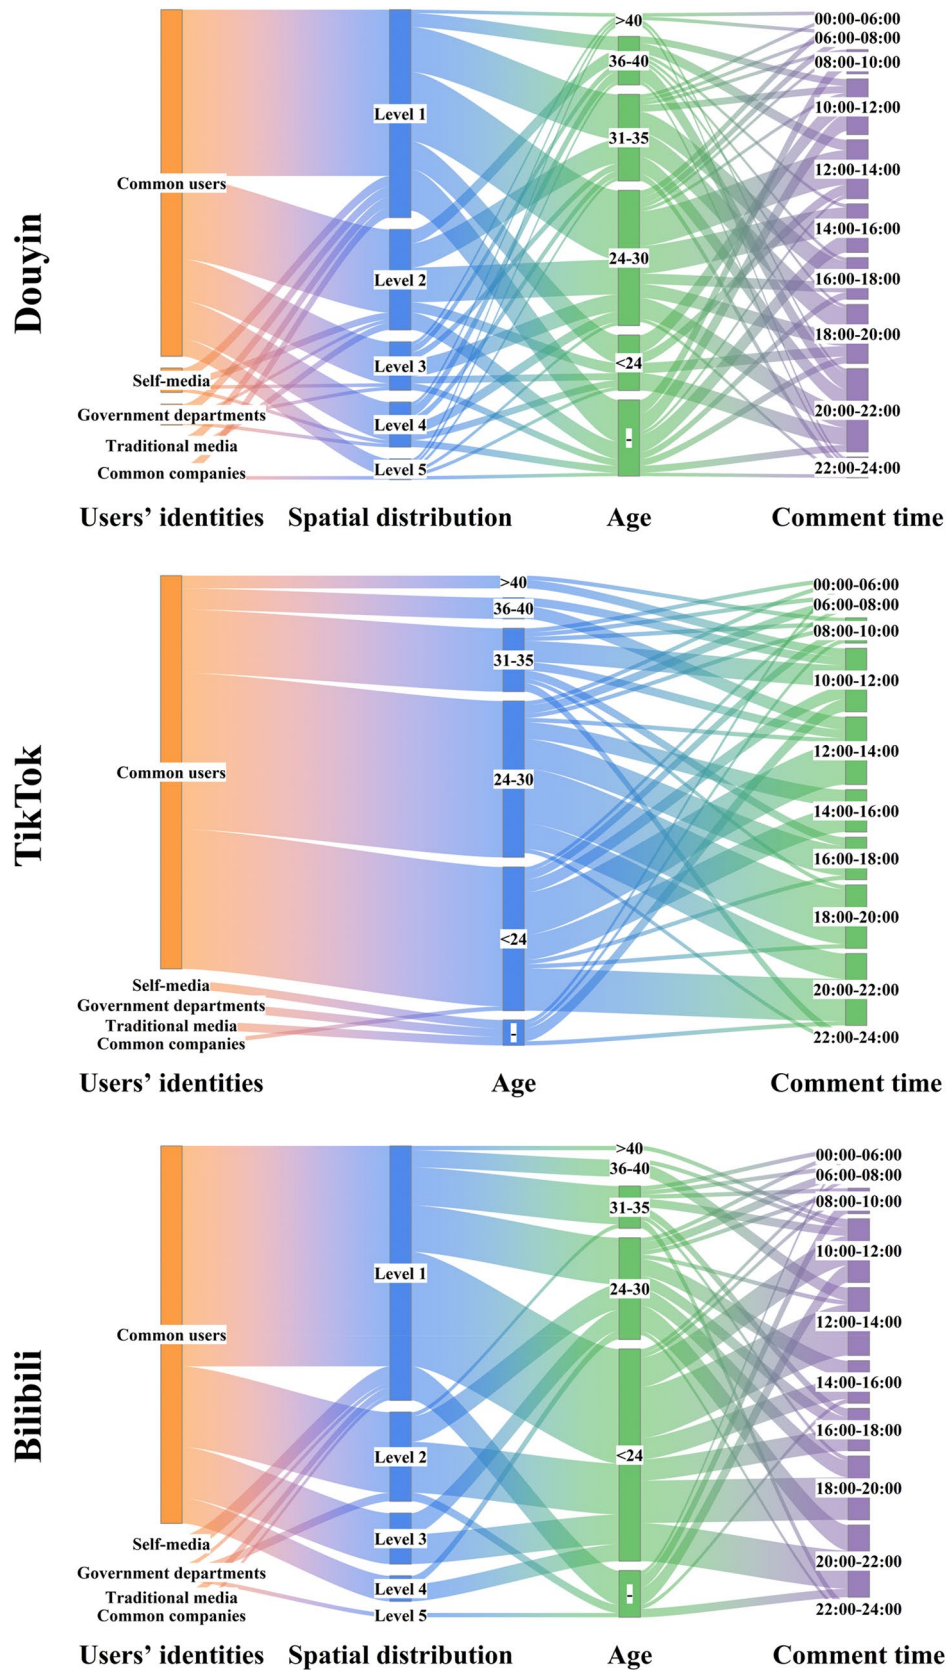 Douyin
Common users
Self-media
Government departments
Traditional media
Common companies
Level 1
Level 2
Level 3
Level 4
Level 5
>40
36-40
31-35
24-30
<24
-
00:00-06:00
06:00-08:00
08:00-10:00
10:00-12:00
12:00-14:00
14:00-16:00
16:00-18:00
18:00-20:00
20:00-22:00
22:00-24:00
Users' identities Spatial distribution Age Comment time
TikTok
Common users
Self-media
Government departments
Traditional media
Common companies
>40
36-40
31-35
24-30
<24
-
00:00-06:00
06:00-08:00
08:00-10:00
10:00-12:00
12:00-14:00
14:00-16:00
16:00-18:00
18:00-20:00
20:00-22:00
22:00-24:00
Users' identities Age Comment time
Bilibili
Common users
Self-media
Government departments
Traditional media
Common companies
Level 1
Level 2
Level 3
Level 4
Level 5
>40
36-40
31-35
24-30
<24
-
00:00-06:00
06:00-08:00
08:00-10:00
10:00-12:00
12:00-14:00
14:00-16:00
16:00-18:00
18:00-20:00
20:00-22:00
22:00-24:00
Users' identities Spatial distribution Age Comment time